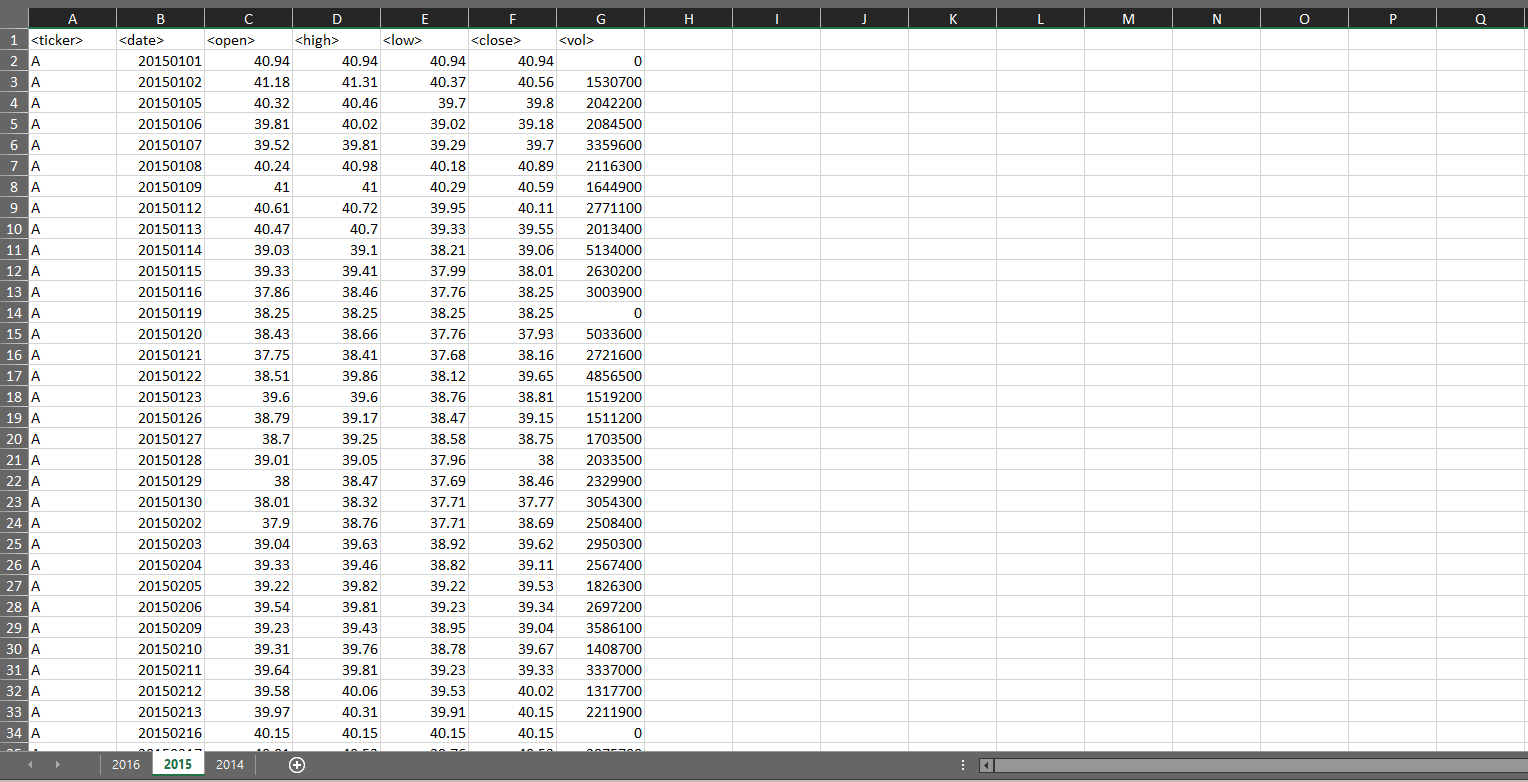 A B C D E F G H I J K L M N O P Q
1 <ticker> <date> <open> <high> <low> <close> <vol>
2 A 20150101 40.94 40.94 40.94 40.94 0
3 A 20150102 41.18 41.31 40.37 40.56 1530700
4 A 20150105 40.32 40.46 39.7 39.8 2042200
5 A 20150106 39.81 40.02 39.02 39.18 2084500
6 A 20150107 39.52 39.81 39.29 39.7 3359600
7 A 20150108 40.24 40.98 40.18 40.89 2116300
8 A 20150109 41 41 40.29 40.59 1644900
9 A 20150112 40.61 40.72 39.95 40.11 2771100
10 A 20150113 40.47 40.7 39.33 39.55 2013400
11 A 20150114 39.03 39.1 38.21 39.06 5134000
12 A 20150115 39.33 39.41 37.99 38.01 2630200
13 A 20150116 37.86 38.46 37.76 38.25 3003900
14 A 20150119 38.25 38.25 38.25 38.25 0
15 A 20150120 38.43 38.66 37.76 37.93 5033600
16 A 20150121 37.75 38.41 37.68 38.16 2721600
17 A 20150122 38.51 39.86 38.12 39.65 4856500
18 A 20150123 39.6 39.6 38.76 38.81 1519200
19 A 20150126 38.79 39.17 38.47 39.15 1511200
20 A 20150127 38.7 39.25 38.58 38.75 1703500
21 A 20150128 39.01 39.05 37.96 38 2033500
22 A 20150129 38 38.47 37.69 38.46 2329900
23 A 20150130 38.01 38.32 37.71 37.77 3054300
24 A 20150202 37.9 38.76 37.71 38.69 2508400
25 A 20150203 39.04 39.63 38.92 39.62 2950300
26 A 20150204 39.33 39.46 38.82 39.11 2567400
27 A 20150205 39.22 39.82 39.22 39.53 1826300
28 A 20150206 39.54 39.81 39.23 39.34 2697200
29 A 20150209 39.23 39.43 38.95 39.04 3586100
30 A 20150210 39.31 39.76 38.78 39.67 1408700
31 A 20150211 39.64 39.81 39.23 39.33 3337000
32 A 20150212 39.58 40.06 39.53 40.02 1317700
33 A 20150213 39.97 40.31 39.91 40.15 2211900
34 A 20150216 40.15 40.15 40.15 40.15 0
2016 2015 2014